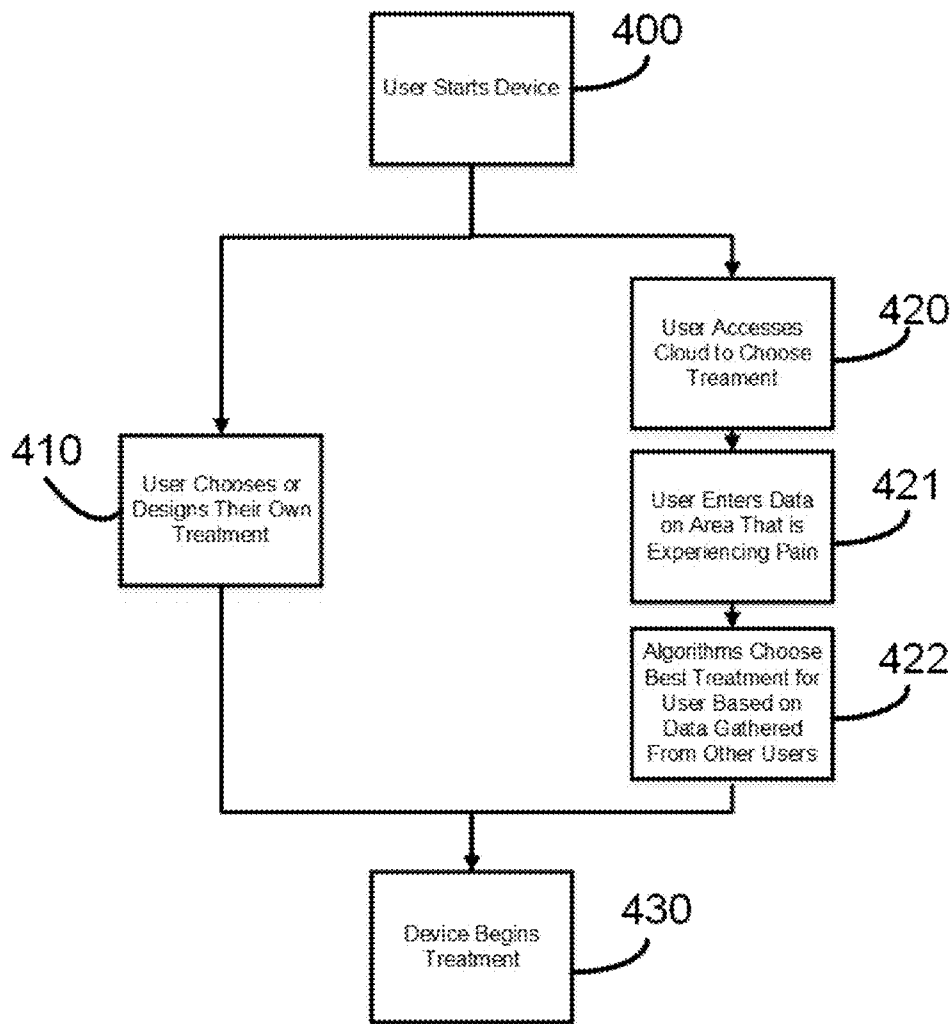 400
User Starts Device
420
User Accesses
Cloud to Choose
Treament
410
User Chooses or
Designs Their Own
Treatment
421
User Enters Data
on Area That is
Experiencing Pain
422
Algorithms Choose
Best Treatment for
User Based on
Data Gathered
From Other Users
430
Device Begins
Treatment